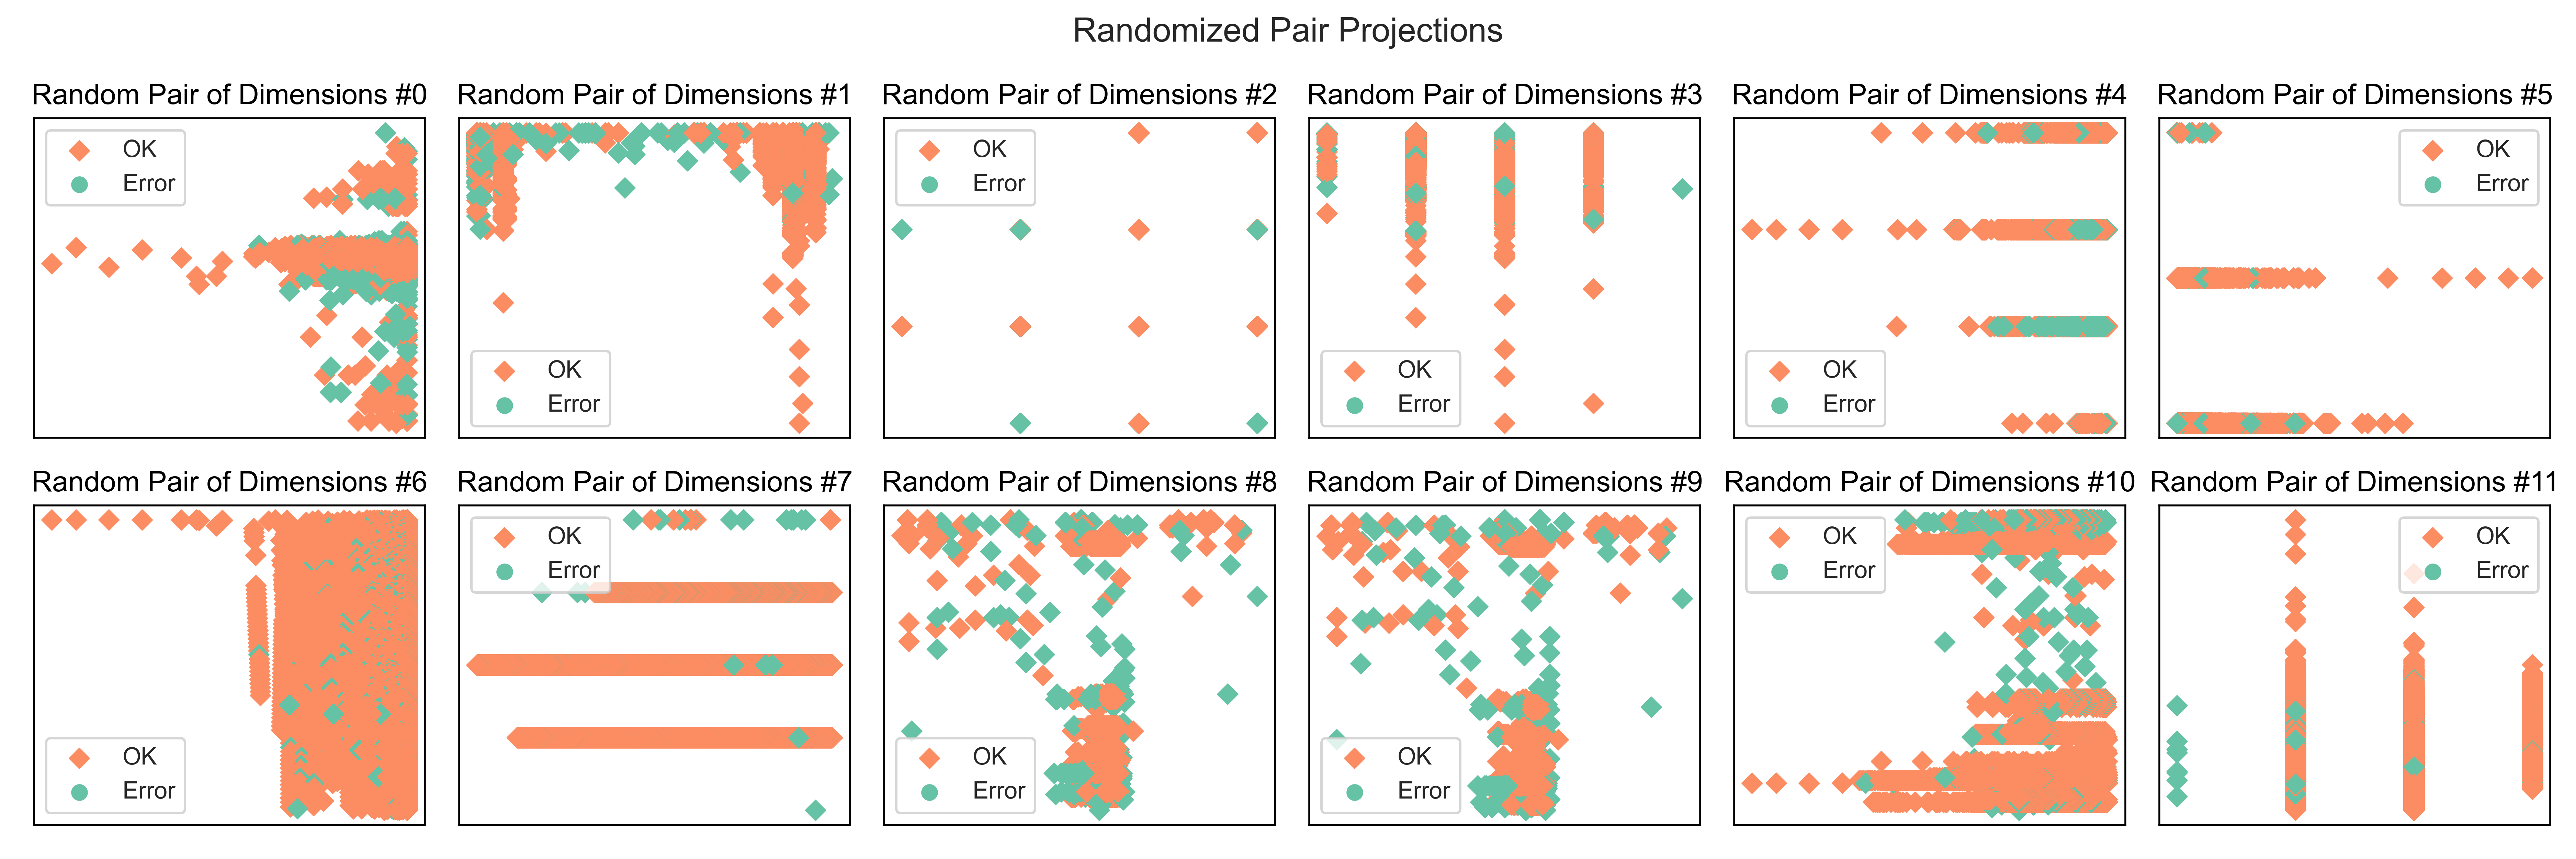 Randomized Pair Projections
Random Pair of Dimensions #0
OK
Error
Random Pair of Dimensions #1
OK
Error
Random Pair of Dimensions #2
OK
Error
Random Pair of Dimensions #3
OK
Error
Random Pair of Dimensions #4
OK
Error
Random Pair of Dimensions #5
OK
Error
Random Pair of Dimensions #6
OK
Error
Random Pair of Dimensions #7
OK
Error
Random Pair of Dimensions #8
OK
Error
Random Pair of Dimensions #9
OK
Error
Random Pair of Dimensions #10
OK
Error
Random Pair of Dimensions #11
OK
Error